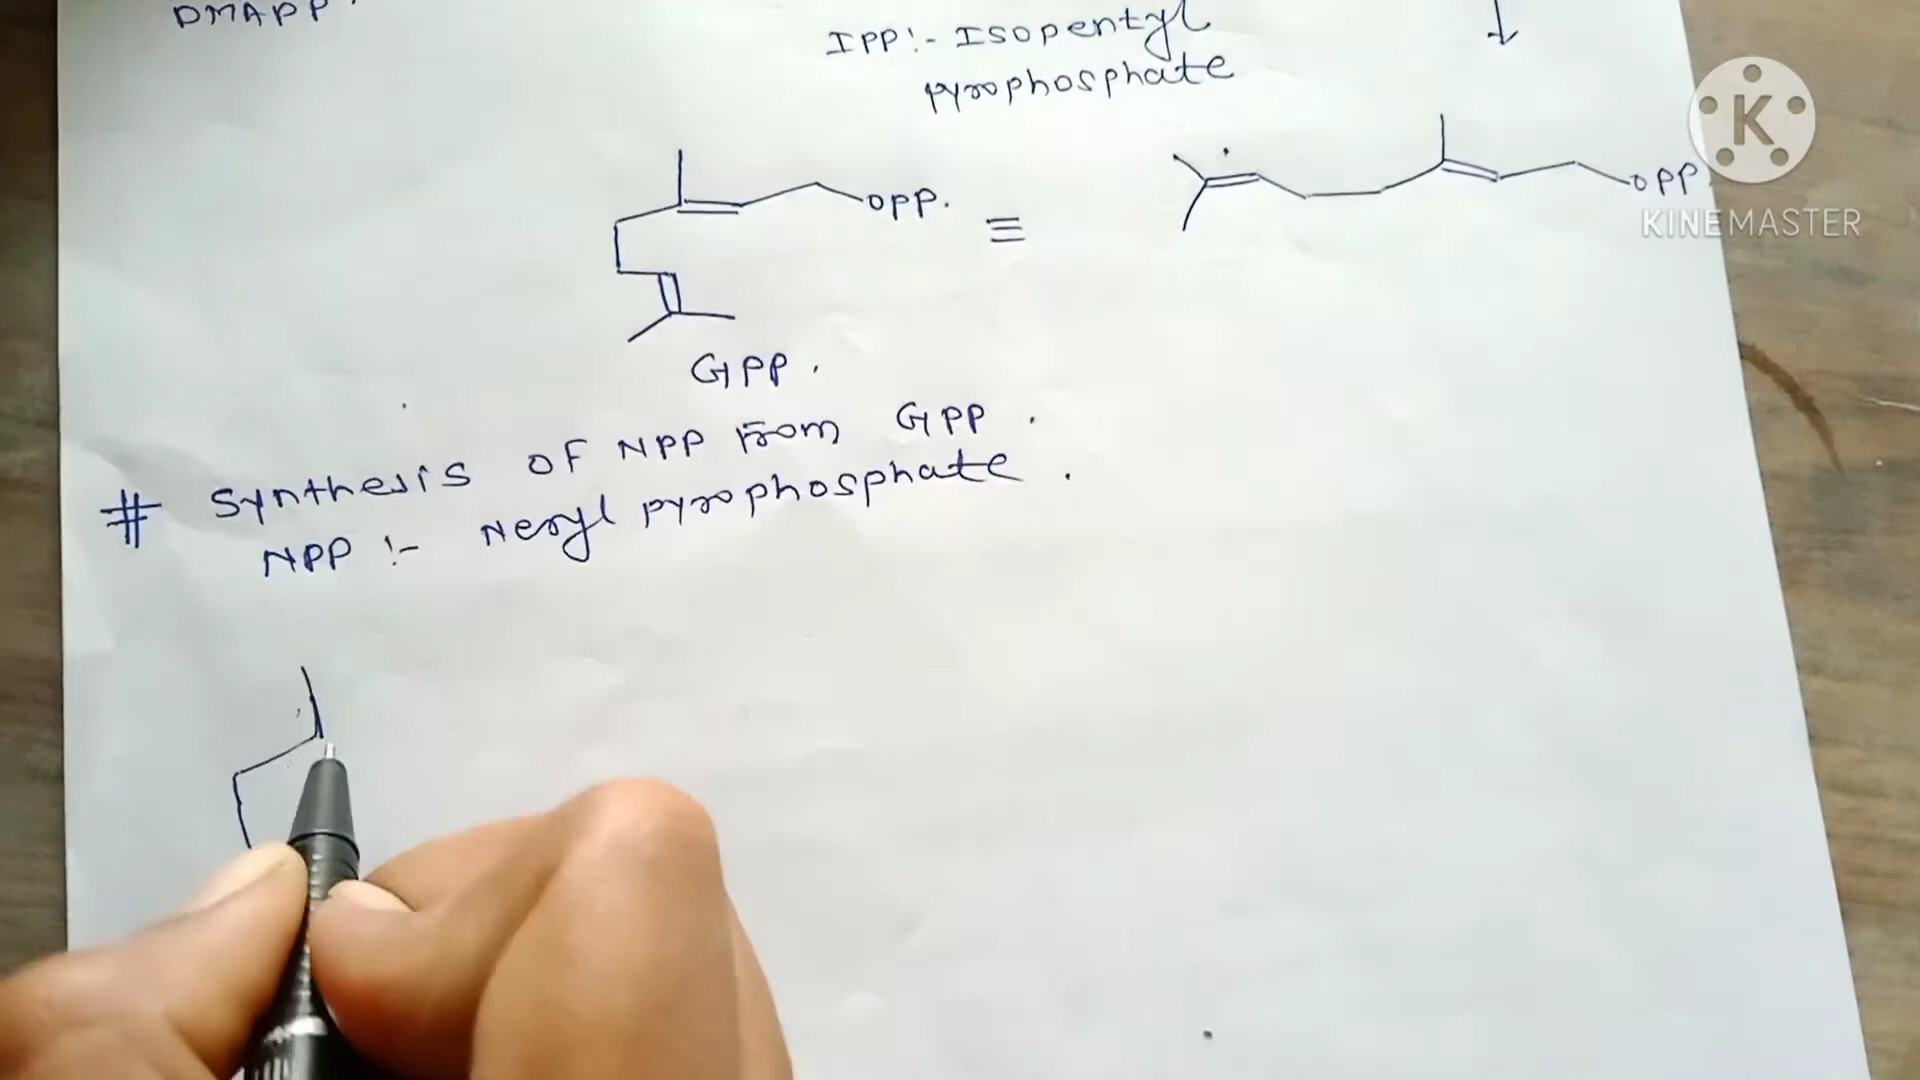 DMAPP.
IPP:- Isopentyl
pyrophosphate
OPP.
≡
OPP.
K
KINEMASTER
GPP.
# Synthesis of NPP From GPP.
NPP :- Neryl pyrophosphate.